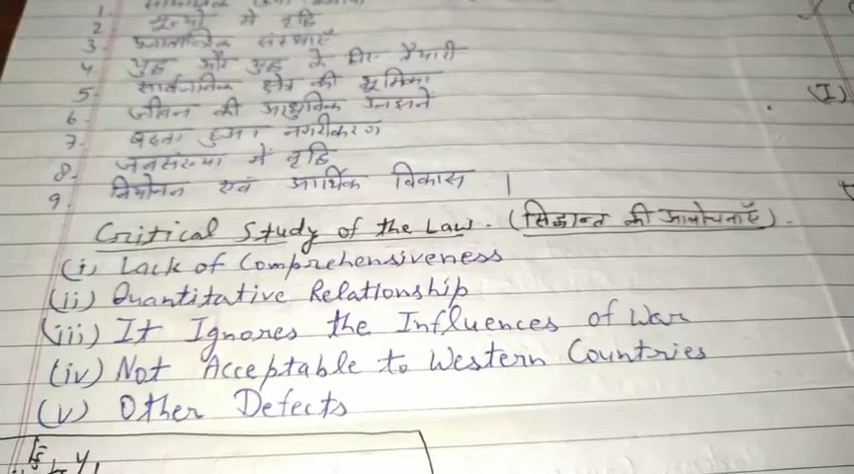 1.
2 मूल्यों में वृद्धि
3. प्रजातान्त्रिक संस्थाएँ
4 युद्ध और युद्ध के लिए तैयारी
5. सार्वजनिक क्षेत्र की भूमिका
6. जीवन की आधुनिक उलझनें
7. बढ़ता हुआ नगरीकरण
8. जनसंख्या में वृद्धि
9. नियोजन एवं आर्थिक विकास ।
(I)
Critical Study of the Law. (सिद्धान्त की आलोचनाएँ).
(i) Lack of Comprehensiveness
(ii) Quantitative Relationship
(iii) It Ignores the Influences of War
(iv) Not Acceptable to Western Countries
(v) Other Defects